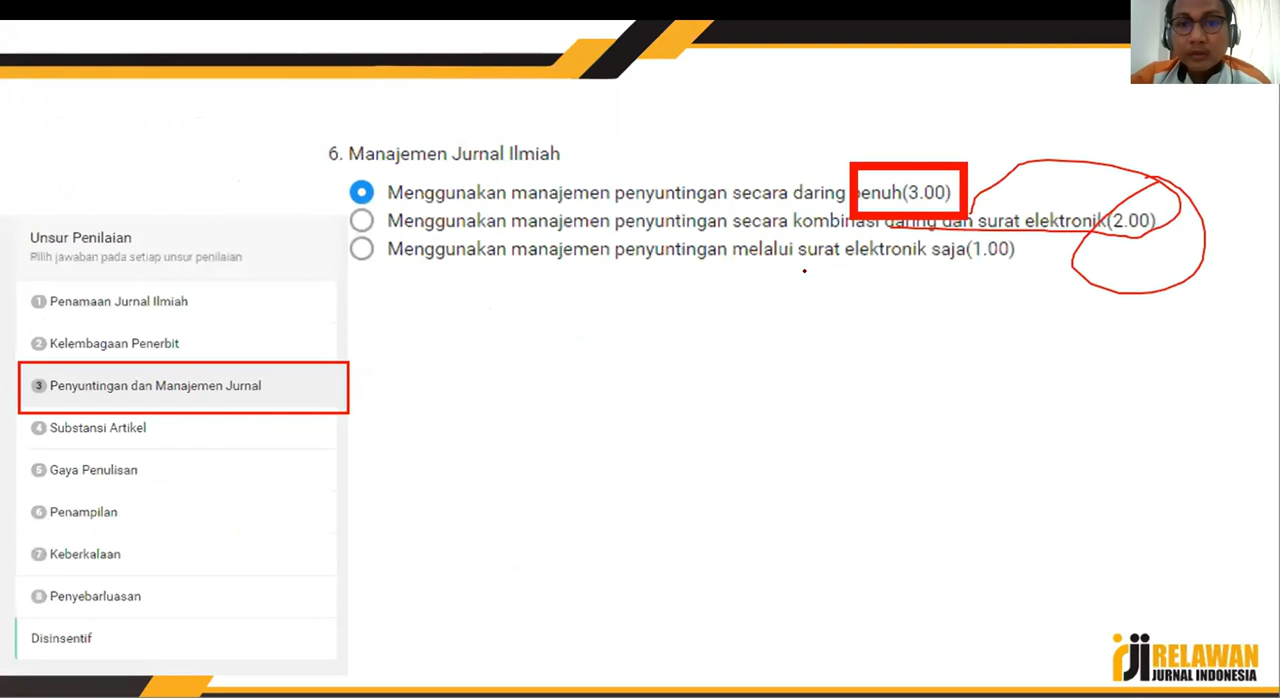 6. Manajemen Jurnal Ilmiah
Menggunakan manajemen penyuntingan secara daring penuh(3.00)
Menggunakan manajemen penyuntingan secara kombinasi daring dan surat elektronik(2.00)
Menggunakan manajemen penyuntingan melalui surat elektronik saja(1.00)
Unsur Penilaian
Pilih jawaban pada setiap unsur penilaian
1 Penamaan Jurnal Ilmiah
2 Kelembagaan Penerbit
3 Penyuntingan dan Manajemen Jurnal
4 Substansi Artikel
5 Gaya Penulisan
6 Penampilan
7 Keberkalaan
8 Penyebarluasan
Disinsentif
rji RELAWAN
JURNAL INDONESIA